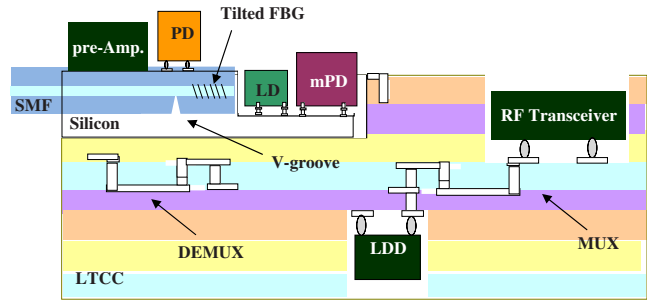 Tilted FBG
PD
pre-Amp.
LD
mPD
SMF
Silicon
RF Transceiver
V-groove
DEMUX
MUX
LDD
LTCC